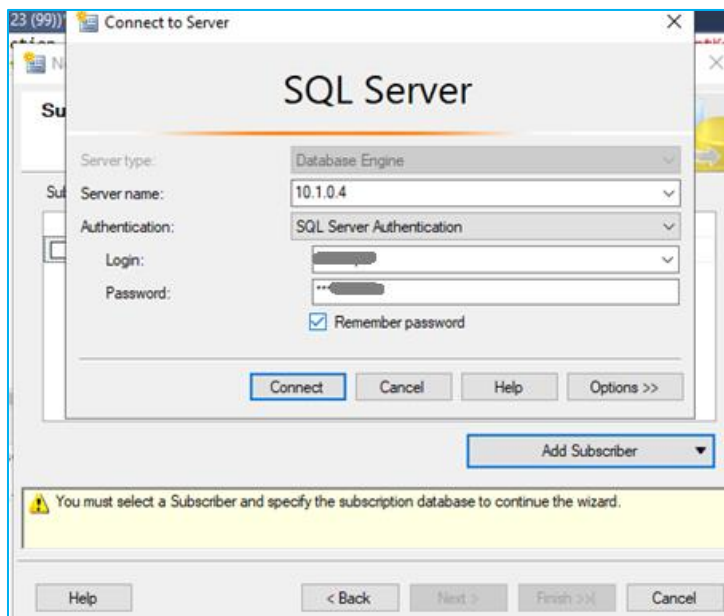 23 (99))
Connect to Server
N
Su
SQL Server
Server type:
Database Engine
Sul
Server name:
10.1.0.4
Authentication:
SQL Server Authentication
Login:
Password:
Remember password
Connect
Cancel
Help
Options >>
Add Subscriber
You must select a Subscriber and specify the subscription database to continue the wizard.
Help
< Back
Next >
Finish >>|
Cancel